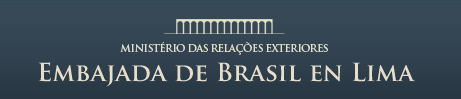 MINISTÉRIO DAS RELAÇÕES EXTERIORES
EMBAJADA DE BRASIL EN LIMA